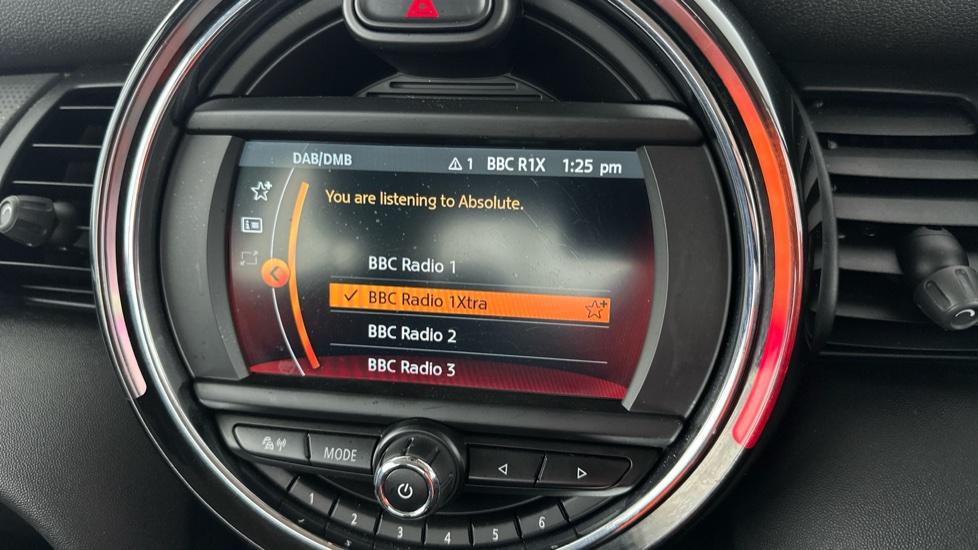 DAB/DMB 1 BBC R1X 1:25 pm
You are listening to Absolute.
BBC Radio 1
BBC Radio 1Xtra
BBC Radio 2
BBC Radio 3
MODE
1 2 3 4 5 6